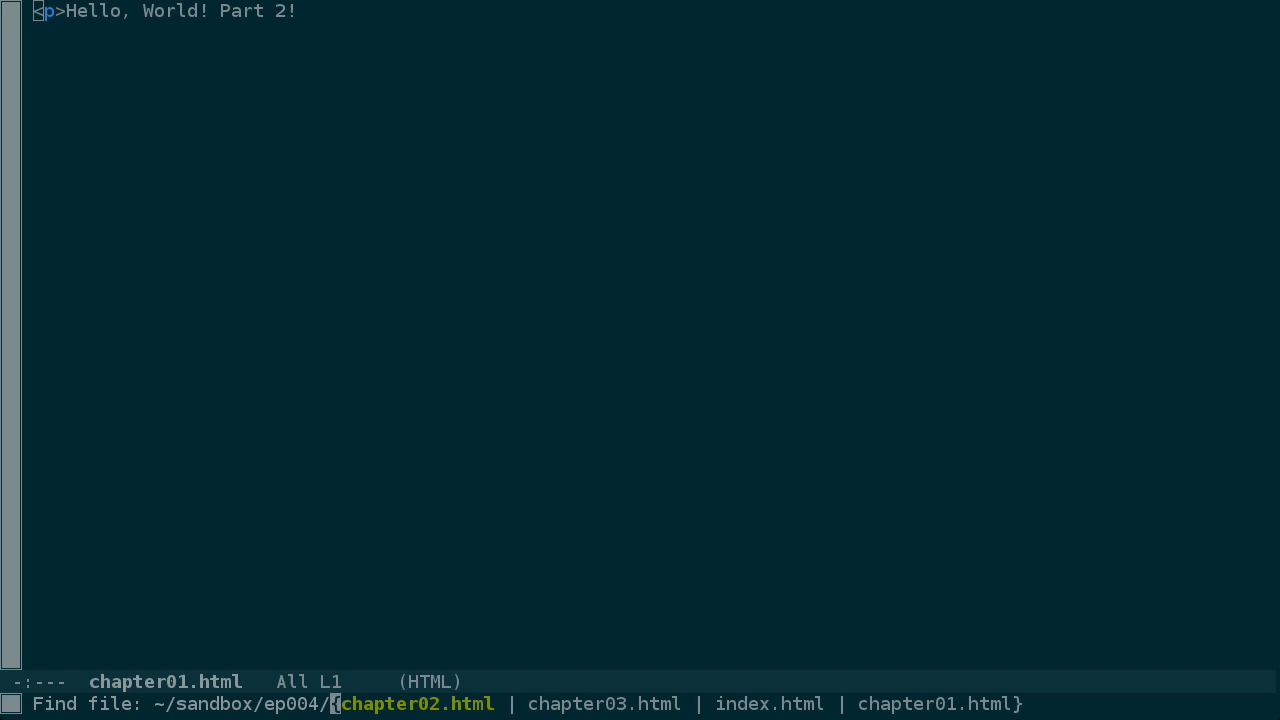 <p>Hello, World! Part 2!
-:---  chapter01.html   All L1     (HTML)
Find file: ~/sandbox/ep004/{chapter02.html | chapter03.html | index.html | chapter01.html}